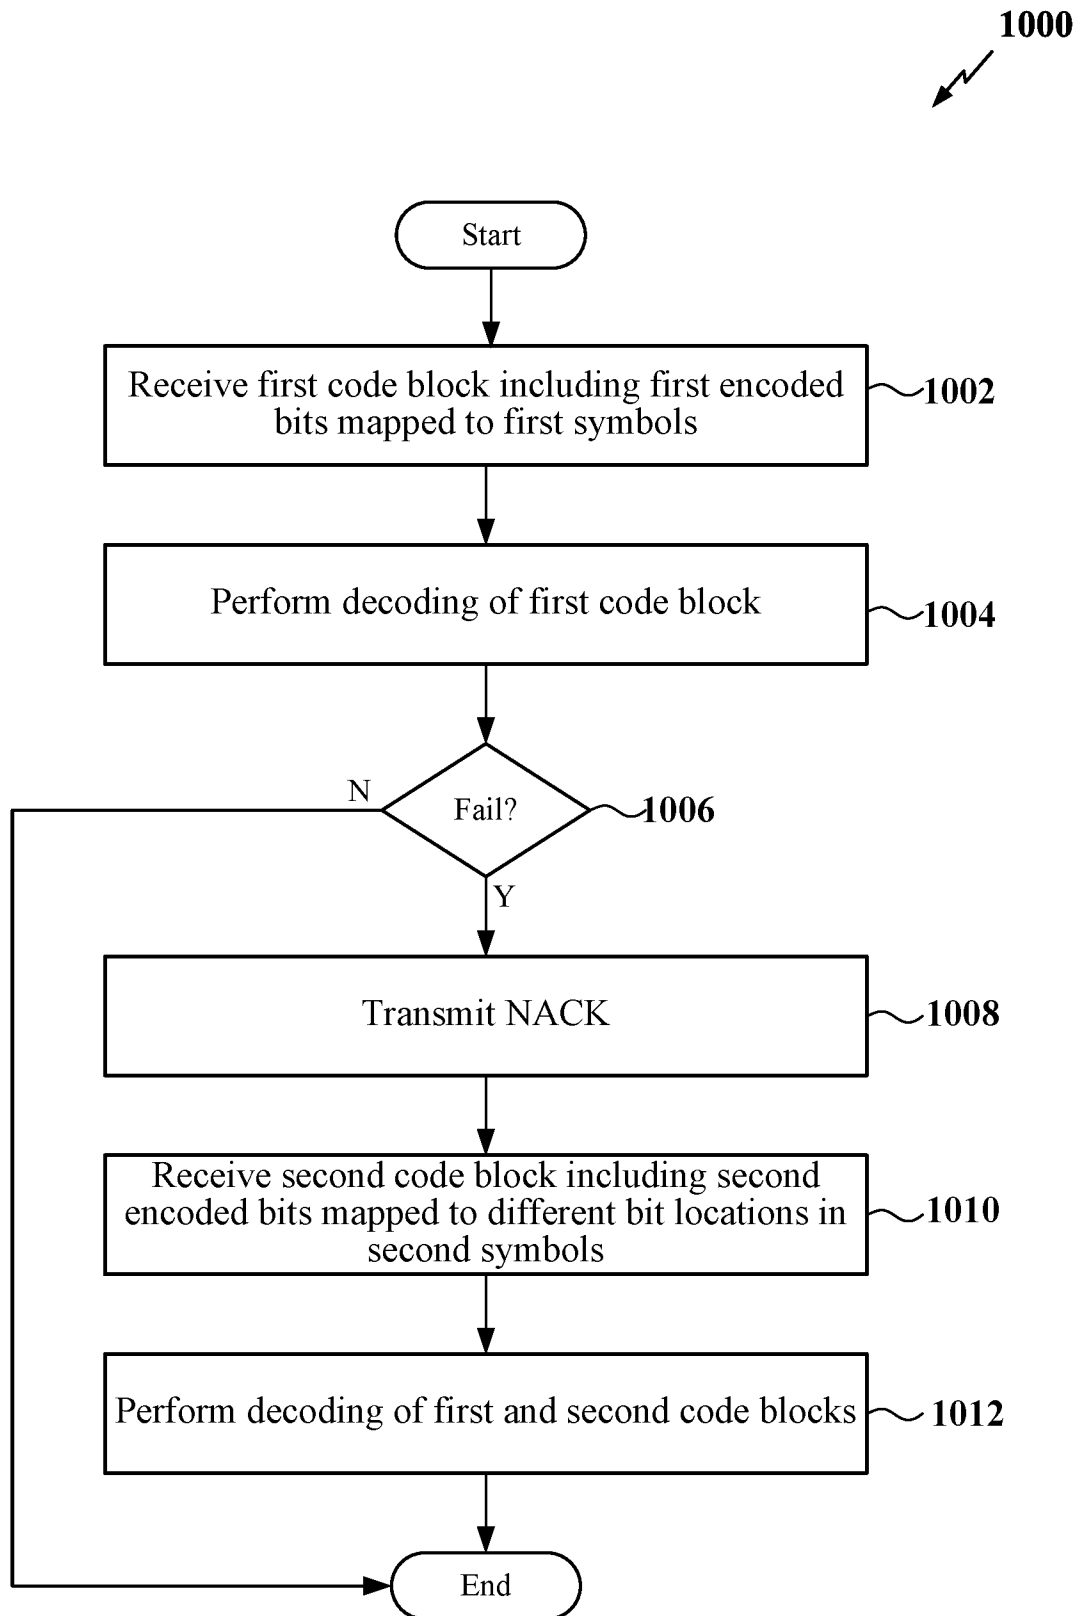 1000
Start
Receive first code block including first encoded
bits mapped to first symbols
1002
Perform decoding of first code block
1004
N
Fail?
1006
Y
Transmit NACK
1008
Receive second code block including second
encoded bits mapped to different bit locations in
second symbols
1010
Perform decoding of first and second code blocks
1012
End